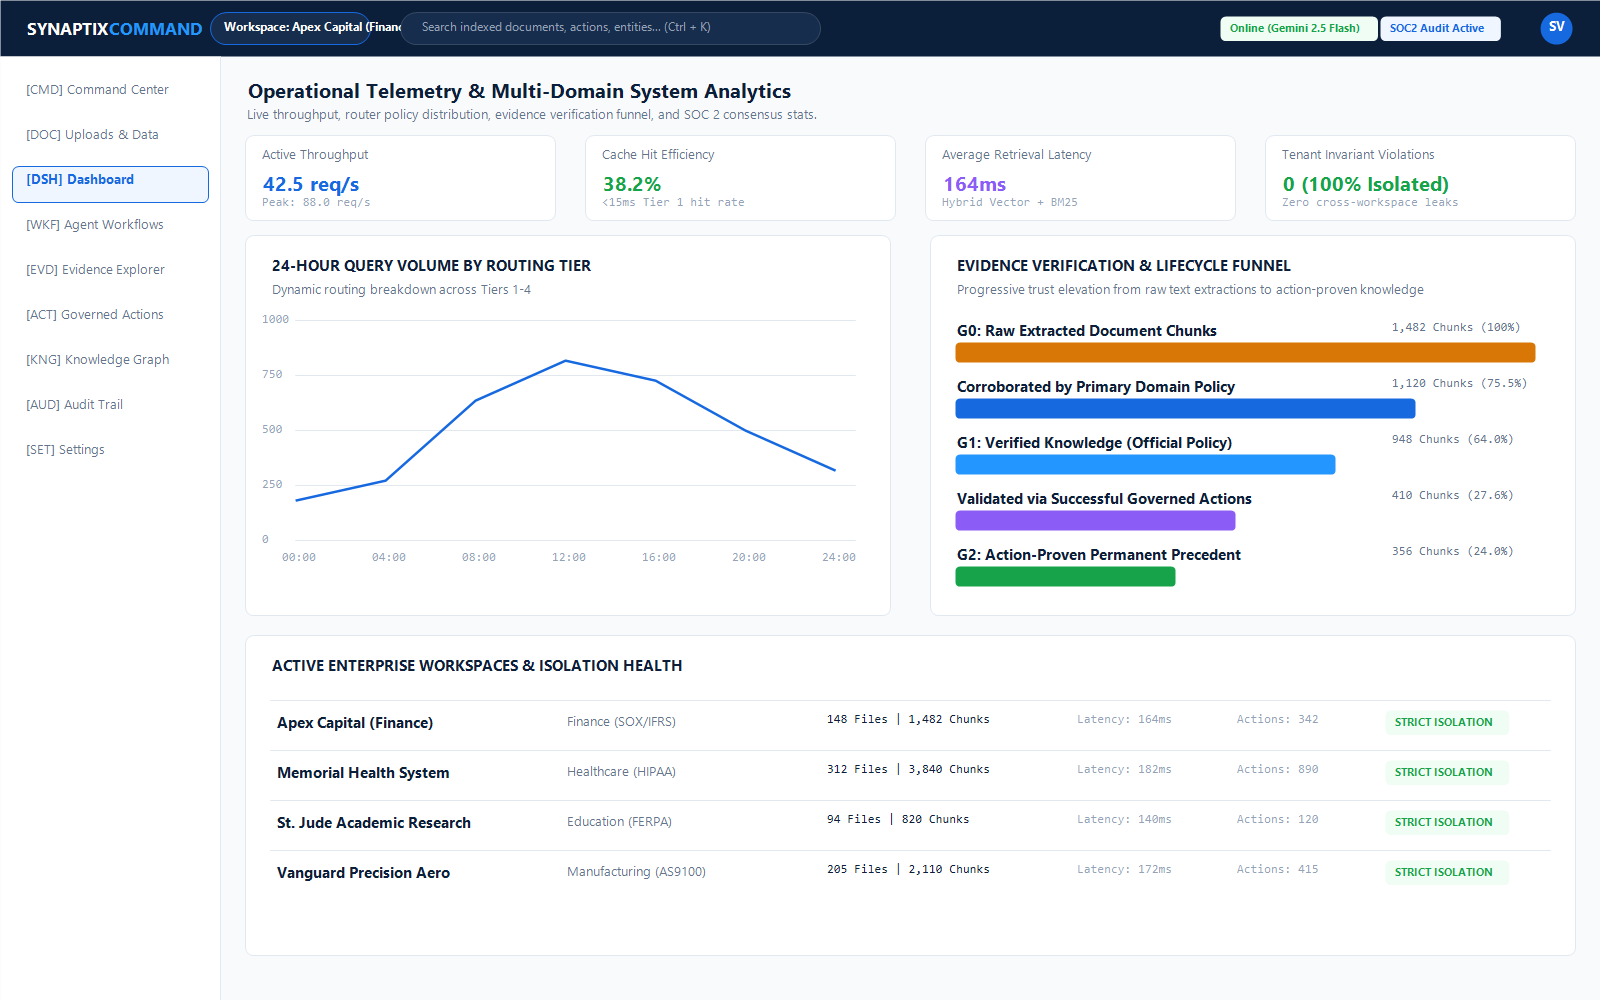 SYNAPTIXCOMMAND
Workspace: Apex Capital (Financ
Search indexed documents, actions, entities... (Ctrl + K)
Online (Gemini 2.5 Flash)
SOC2 Audit Active
SV
[CMD] Command Center
[DOC] Uploads & Data
[DSH] Dashboard
[WKF] Agent Workflows
[EVD] Evidence Explorer
[ACT] Governed Actions
[KNG] Knowledge Graph
[AUD] Audit Trail
[SET] Settings
Operational Telemetry & Multi-Domain System Analytics
Live throughput, router policy distribution, evidence verification funnel, and SOC 2 consensus stats.
Active Throughput
42.5 req/s
Peak: 88.0 req/s
Cache Hit Efficiency
38.2%
<15ms Tier 1 hit rate
Average Retrieval Latency
164ms
Hybrid Vector + BM25
Tenant Invariant Violations
0 (100% Isolated)
Zero cross-workspace leaks
24-HOUR QUERY VOLUME BY ROUTING TIER
Dynamic routing breakdown across Tiers 1-4
1000
750
500
250
0
00:00 04:00 08:00 12:00 16:00 20:00 24:00
EVIDENCE VERIFICATION & LIFECYCLE FUNNEL
Progressive trust elevation from raw text extractions to action-proven knowledge
G0: Raw Extracted Document Chunks 1,482 Chunks (100%)
Corroborated by Primary Domain Policy 1,120 Chunks (75.5%)
G1: Verified Knowledge (Official Policy) 948 Chunks (64.0%)
Validated via Successful Governed Actions 410 Chunks (27.6%)
G2: Action-Proven Permanent Precedent 356 Chunks (24.0%)
ACTIVE ENTERPRISE WORKSPACES & ISOLATION HEALTH
Apex Capital (Finance) Finance (SOX/IFRS) 148 Files | 1,482 Chunks Latency: 164ms Actions: 342 STRICT ISOLATION
Memorial Health System Healthcare (HIPAA) 312 Files | 3,840 Chunks Latency: 182ms Actions: 890 STRICT ISOLATION
St. Jude Academic Research Education (FERPA) 94 Files | 820 Chunks Latency: 140ms Actions: 120 STRICT ISOLATION
Vanguard Precision Aero Manufacturing (AS9100) 205 Files | 2,110 Chunks Latency: 172ms Actions: 415 STRICT ISOLATION